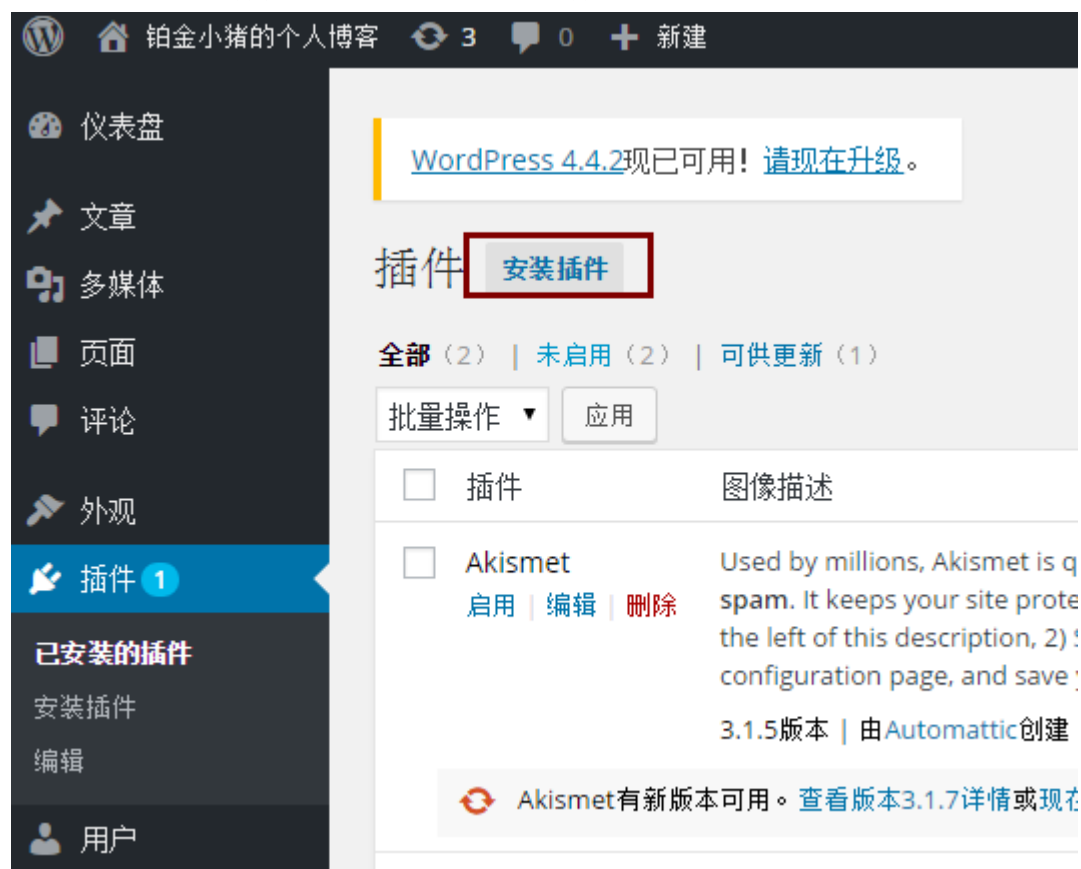 铂金小猪的个人博客 3 0 新建
仪表盘
文章
多媒体
页面
评论
外观
插件 1
已安装的插件
安装插件
编辑
用户
WordPress 4.4.2现已可用！请现在升级。
插件 安装插件
全部（2） | 未启用（2） | 可供更新（1）
批量操作 应用
插件 图像描述
Akismet
启用 | 编辑 | 删除
Used by millions, Akismet is q
spam. It keeps your site prote
the left of this description, 2)
configuration page, and save
3.1.5版本 | 由Automattic创建
Akismet有新版本可用。查看版本3.1.7详情或现在